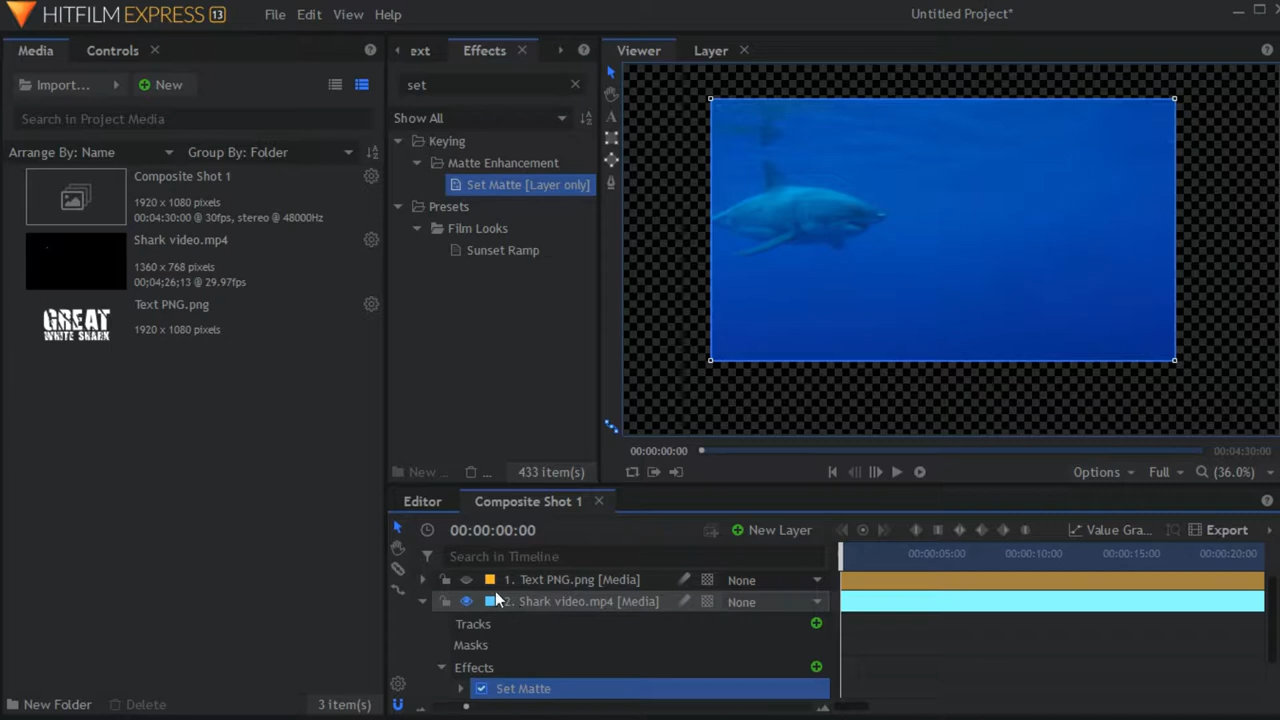 HITFILM EXPRESS 13 File Edit View Help Untitled Project*
Media Controls
Import... New
Search in Project Media
Arrange By: Name Group By: Folder
Composite Shot 1
1920 x 1080 pixels
00:04:30:00 @ 30fps, stereo @ 48000Hz
Shark video.mp4
1360 x 768 pixels
00;04;26;13 @ 29.97fps
Text PNG.png
1920 x 1080 pixels
GREAT
WHITE SHARK
New Folder Delete 3 item(s)
ext Effects
set
Show All
Keying
Matte Enhancement
Set Matte [Layer only]
Presets
Film Looks
Sunset Ramp
New ... ... 433 item(s)
Viewer Layer
00:00:00:00 00:04:30:00
Options Full (36.0%)
Editor Composite Shot 1
00:00:00:00 New Layer Value Gra... Export
Search in Timeline 00:00:05:00 00:00:10:00 00:00:15:00 00:00:20:00
1. Text PNG.png [Media] None
2. Shark video.mp4 [Media] None
Tracks
Masks
Effects
Set Matte